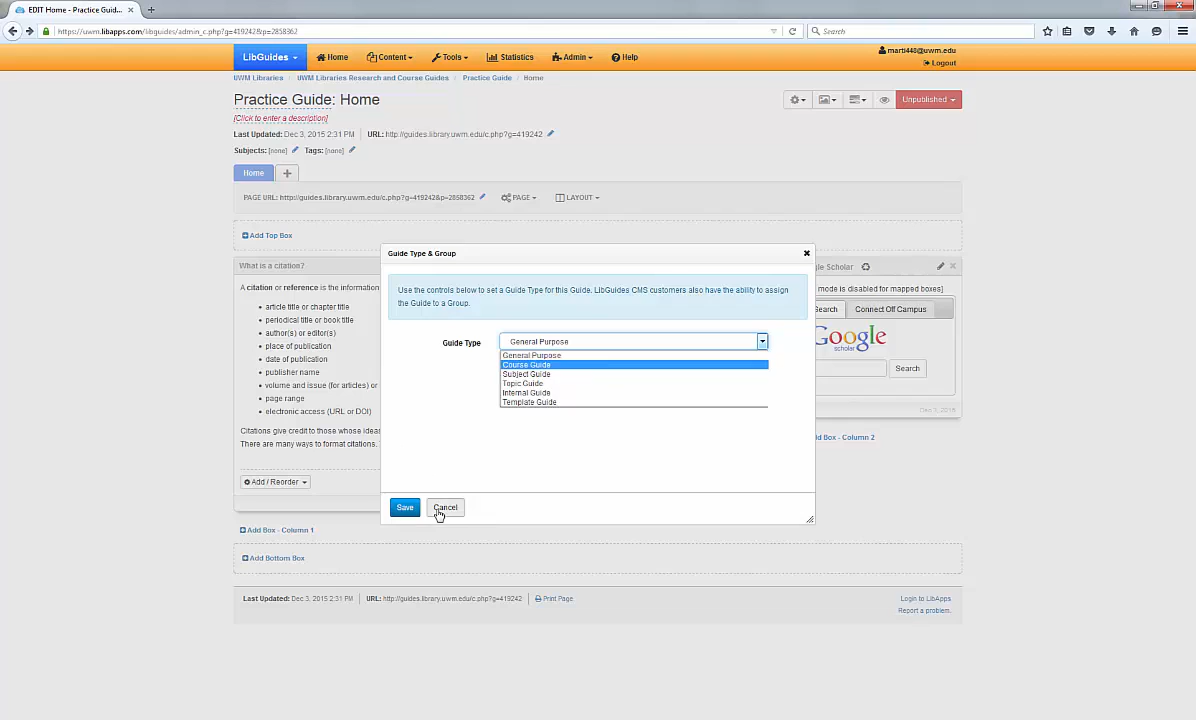 EDIT Home - Practice Guid...
https://uwm.libapps.com/libguides/admin_c.php?g=419242&p=2858362
Search
LibGuides
Home
Content
Tools
Statistics
Admin
Help
marti448@uwm.edu
Logout
UWM Libraries
UWM Libraries Research and Course Guides
Practice Guide
Home
Practice Guide: Home
Unpublished
[Click to enter a description]
Last Updated: Dec 3, 2015 2:31 PM
URL: http://guides.library.uwm.edu/c.php?g=419242
Subjects: [none]
Tags: [none]
Home
PAGE URL: http://guides.library.uwm.edu/c.php?g=419242&p=2858362
PAGE
LAYOUT
Add Top Box
Guide Type & Group
Use the controls below to set a Guide Type for this Guide. LibGuides CMS customers also have the ability to assign
the Guide to a Group.
Guide Type
General Purpose
General Purpose
Course Guide
Subject Guide
Topic Guide
Internal Guide
Template Guide
Save
Cancel
What is a citation?
A citation or reference is the information
article title or chapter title
periodical title or book title
author(s) or editor(s)
place of publication
date of publication
publisher name
volume and issue (for articles) or
page range
electronic access (URL or DOI)
Citations give credit to those whose ideas
There are many ways to format citations.
Add / Reorder
Add Box - Column 1
gle Scholar
mode is disabled for mapped boxes]
earch
Connect Off Campus
Google
scholar
Search
Dec 3, 2015
dd Box - Column 2
Add Bottom Box
Last Updated: Dec 3, 2015 2:31 PM
URL: http://guides.library.uwm.edu/c.php?g=419242
Print Page
Login to LibApps
Report a problem.